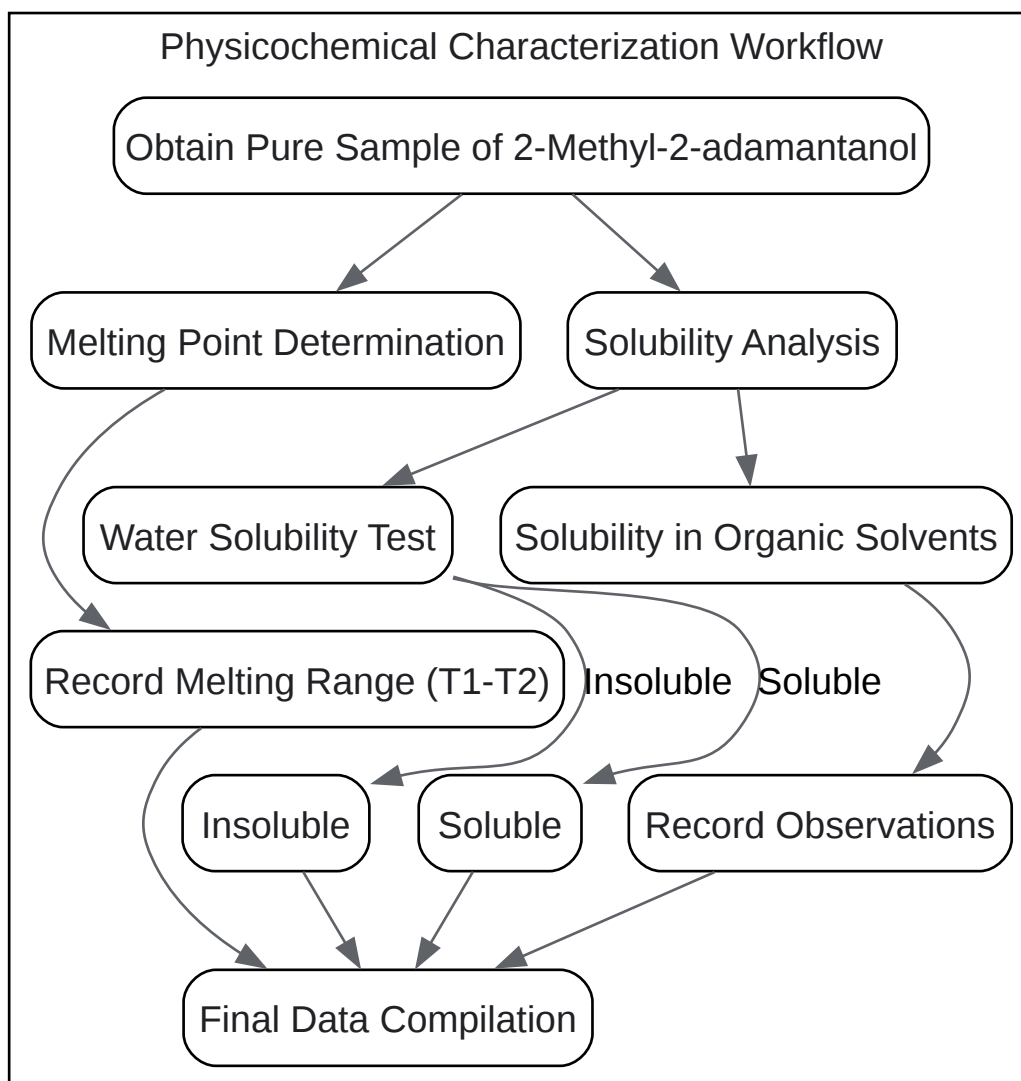 Physicochemical Characterization Workflow
Obtain Pure Sample of 2-Methyl-2-adamantanol
Melting Point Determination
Solubility Analysis
Water Solubility Test
Solubility in Organic Solvents
Record Melting Range (T1-T2)
Insoluble
Soluble
Insoluble
Soluble
Record Observations
Final Data Compilation